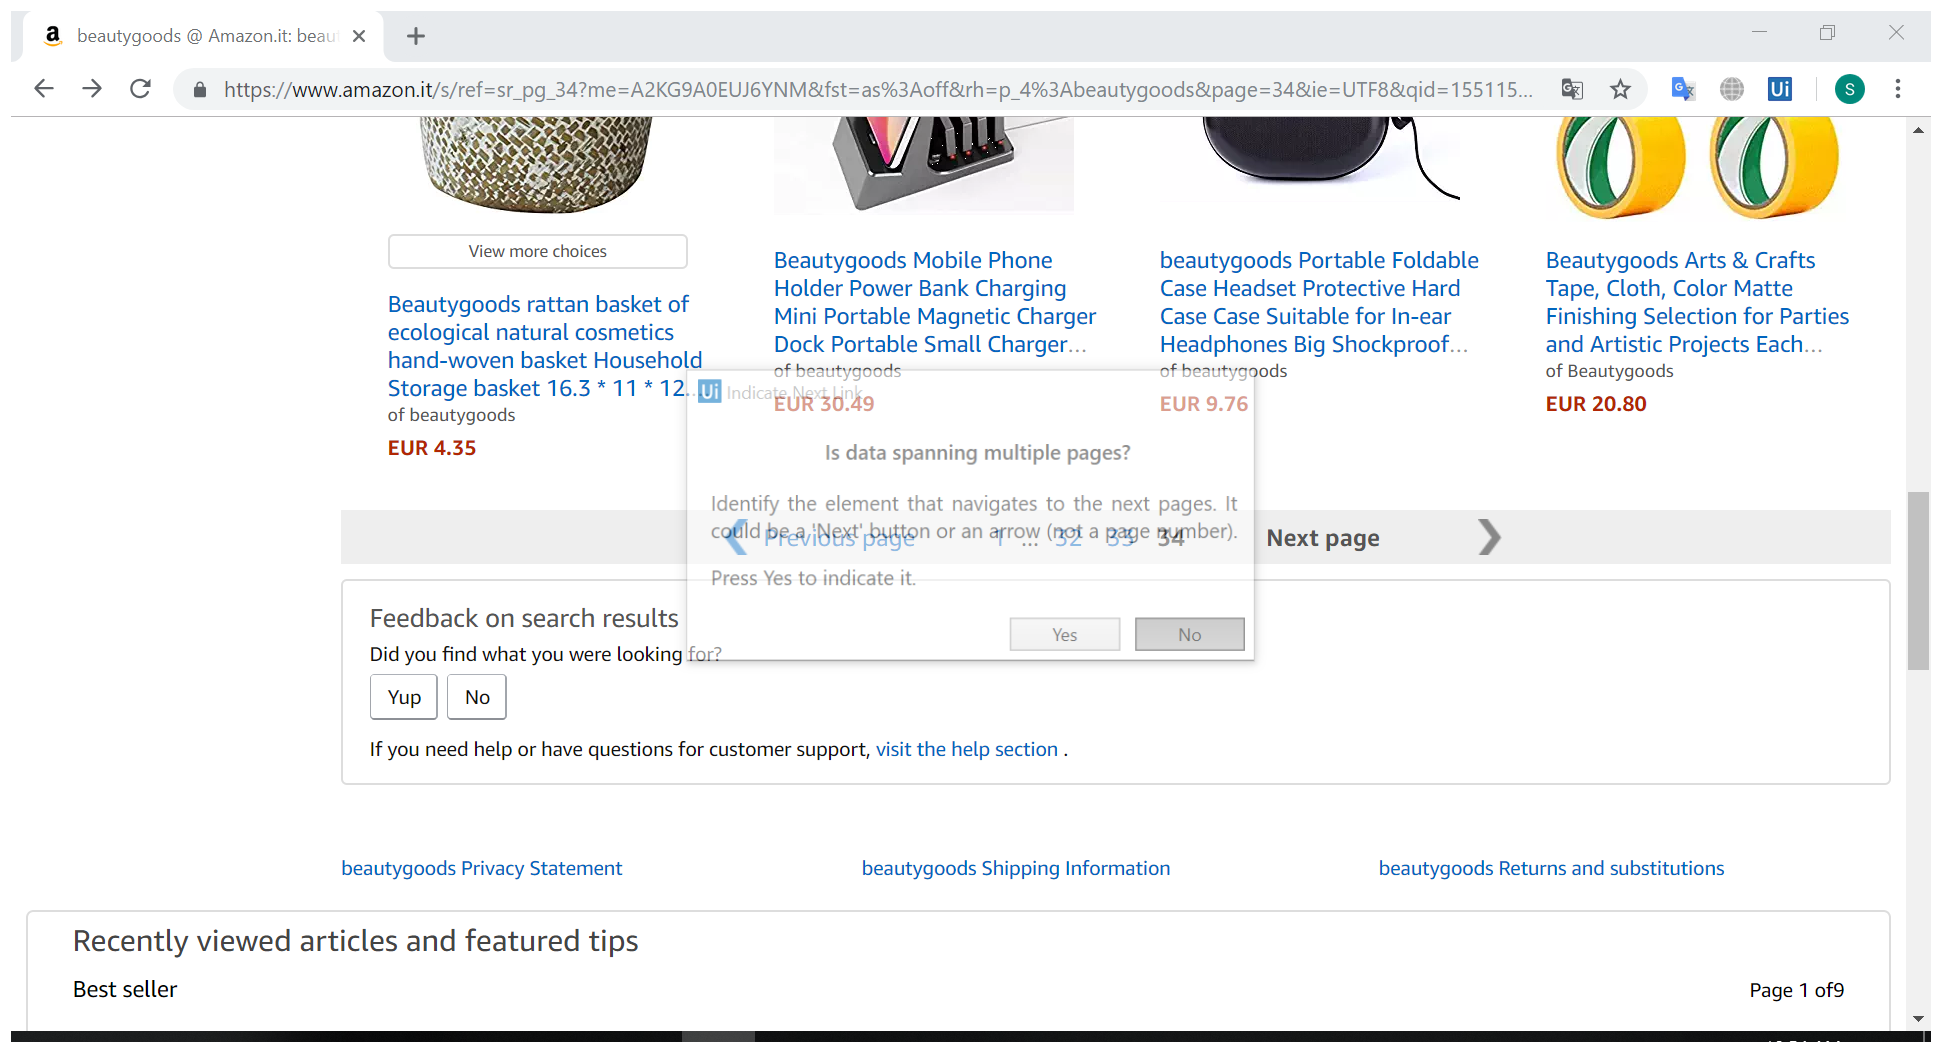 beautygoods @ Amazon.it: beau
https://www.amazon.it/s/ref=sr_pg_34?me=A2KG9A0EUJ6YNM&fst=as%3Aoff&rh=p_4%3Abeautygoods&page=34&ie=UTF8&qid=155115...
Ui
S
View more choices
Beautygoods rattan basket of
ecological natural cosmetics
hand-woven basket Household
Storage basket 16.3 * 11 * 12...
of beautygoods
EUR 4.35
Beautygoods Mobile Phone
Holder Power Bank Charging
Mini Portable Magnetic Charger
Dock Portable Small Charger...
of beautygoods
EUR 30.49
beautygoods Portable Foldable
Case Headset Protective Hard
Case Case Suitable for In-ear
Headphones Big Shockproof...
of beautygoods
EUR 9.76
Beautygoods Arts & Crafts
Tape, Cloth, Color Matte
Finishing Selection for Parties
and Artistic Projects Each...
of Beautygoods
EUR 20.80
Ui Indicate Next Link
Is data spanning multiple pages?
Identify the element that navigates to the next pages. It
could be a 'Next' button or an arrow (not a page number).
Press Yes to indicate it.
Yes No
Previous page 1 ... 32 33 34 Next page
Feedback on search results
Did you find what you were looking for?
Yup No
If you need help or have questions for customer support, visit the help section .
beautygoods Privacy Statement beautygoods Shipping Information beautygoods Returns and substitutions
Recently viewed articles and featured tips
Best seller Page 1 of9